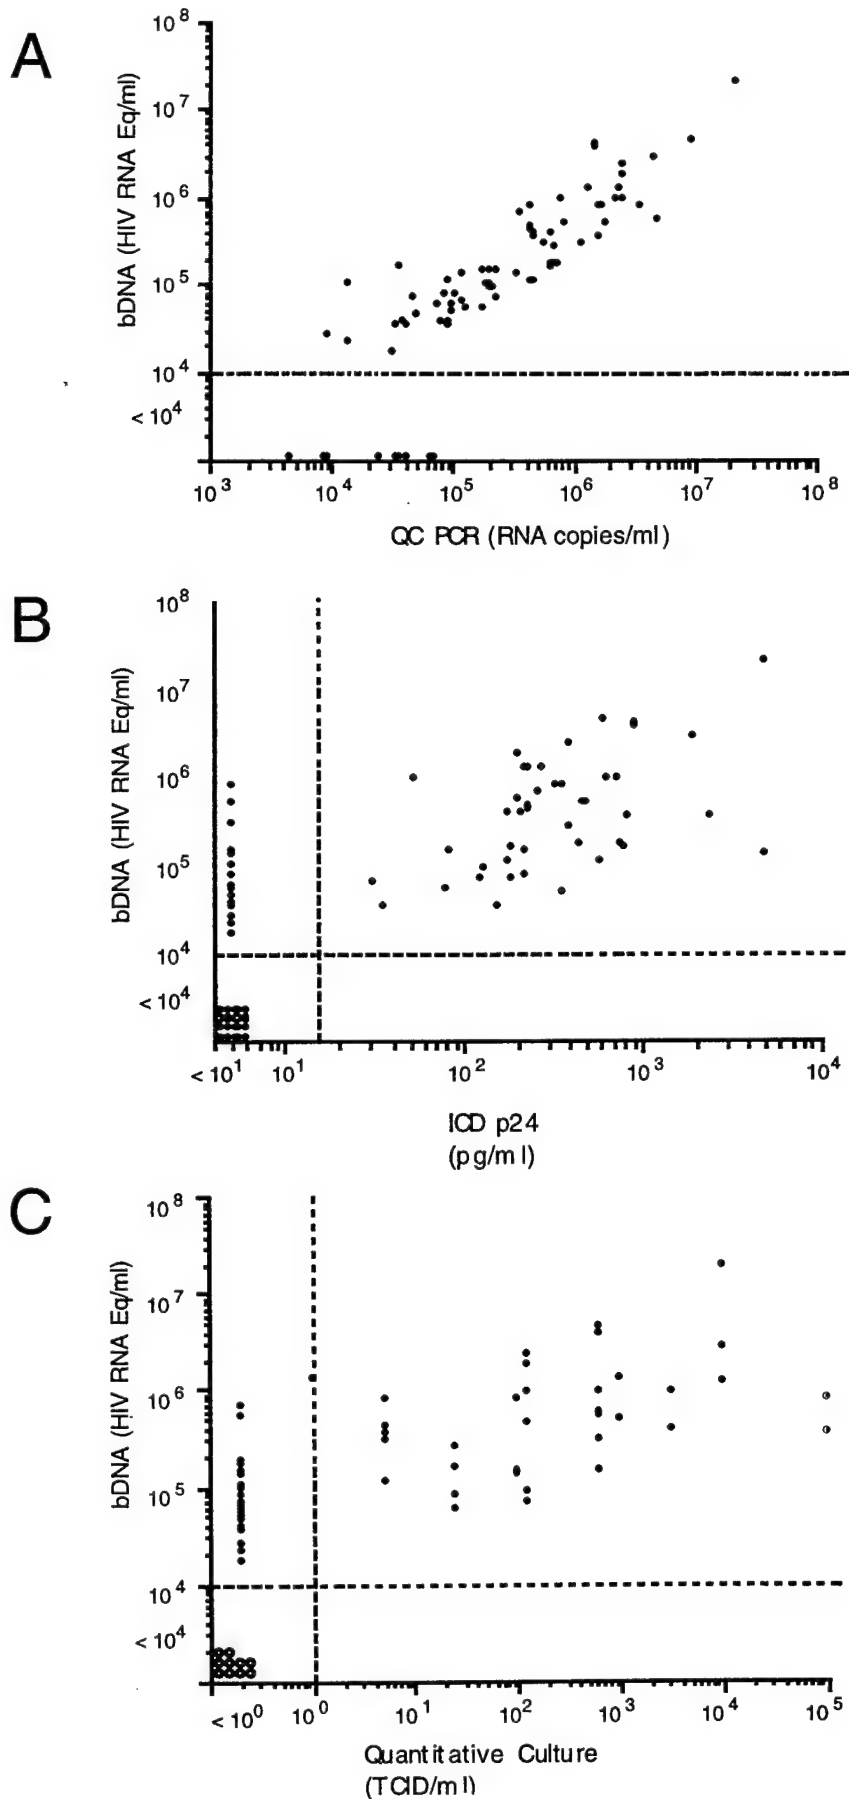 A
bDNA (HIV RNA Eq/ml)
10^8
10^7
10^6
10^5
10^4
< 10^4
10^3 10^4 10^5 10^6 10^7 10^8
QC PCR (RNA copies/ml)
B
bDNA (HIV RNA Eq/ml)
10^8
10^7
10^6
10^5
10^4
< 10^4
< 10^1 10^1 10^2 10^3 10^4
ICD p24
(pg/ml)
C
bDNA (HIV RNA Eq/ml)
10^8
10^7
10^6
10^5
10^4
< 10^4
< 10^0 10^0 10^1 10^2 10^3 10^4 10^5
Quantitative Culture
(TCID/ml)